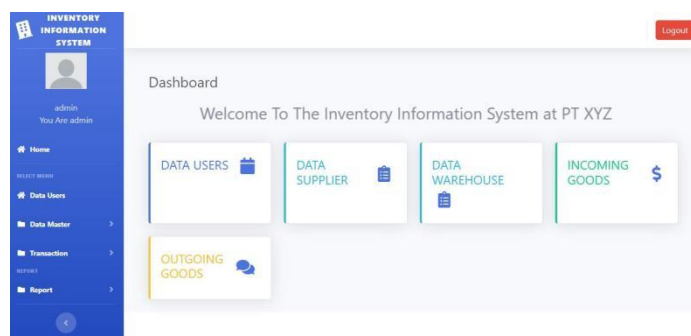 INVENTORY
INFORMATION
SYSTEM
admin
You Are admin
Home
SELECT MENU
Data Users
Data Master
Transaction
REPORT
Report
Logout
Dashboard
Welcome To The Inventory Information System at PT XYZ
DATA USERS
DATA
SUPPLIER
DATA
WAREHOUSE
INCOMING
GOODS
OUTGOING
GOODS